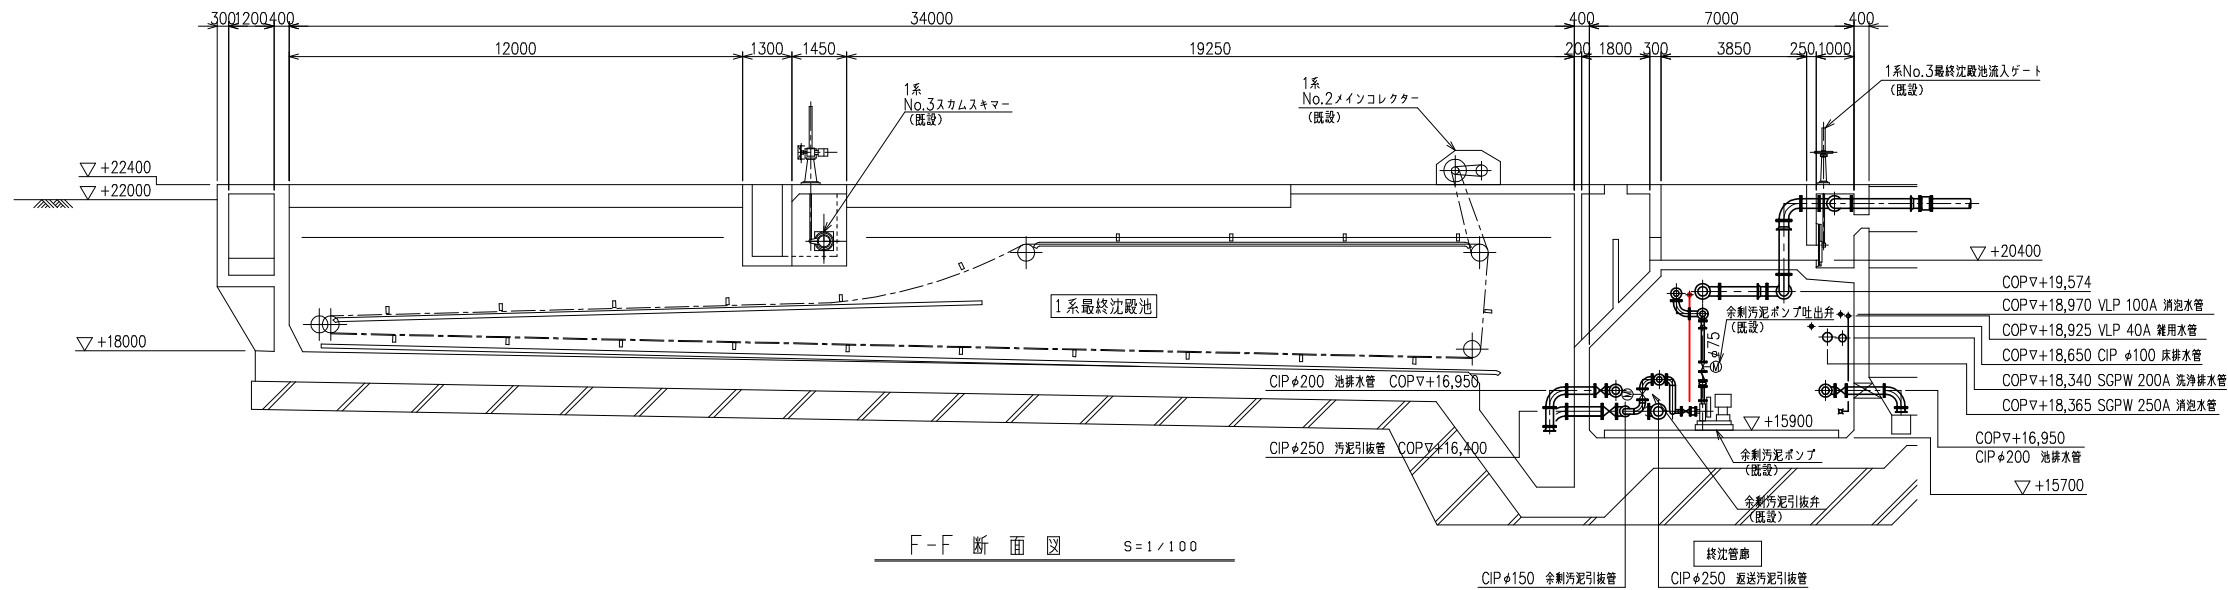 300
1200
400
34000
400
7000
400
12000
1300
1450
19250
200
1800
300
3850
250
1000
1系
No.3スカムスキマー
(既設)
1系
No.2メインコレクター
(既設)
1系No.3最終沈殿池流入ゲート
(既設)
▽ +22400
▽ +22000
▽ +20400
COP▽+19,574
1系最終沈殿池
余剰汚泥ポンプ吐出弁
(既設)
φ75
M
COP▽+18,970 VLP 100A 消泡水管
COP▽+18,925 VLP 40A 雑用水管
COP▽+18,650 CIP φ100 床排水管
COP▽+18,340 SGPW 200A 洗浄排水管
COP▽+18,365 SGPW 250A 消泡水管
▽ +18000
CIPφ200 池排水管 COP▽+16,950
▽ +15900
CIPφ250 汚泥引抜管 COP▽+16,400
COP▽+16,950
CIPφ200 池排水管
余剰汚泥ポンプ
(既設)
▽ +15700
余剰汚泥引抜弁
(既設)
F-F 断面図 S=1/100
終沈管廊
CIPφ150 余剰汚泥引抜管
CIPφ250 返送汚泥引抜管